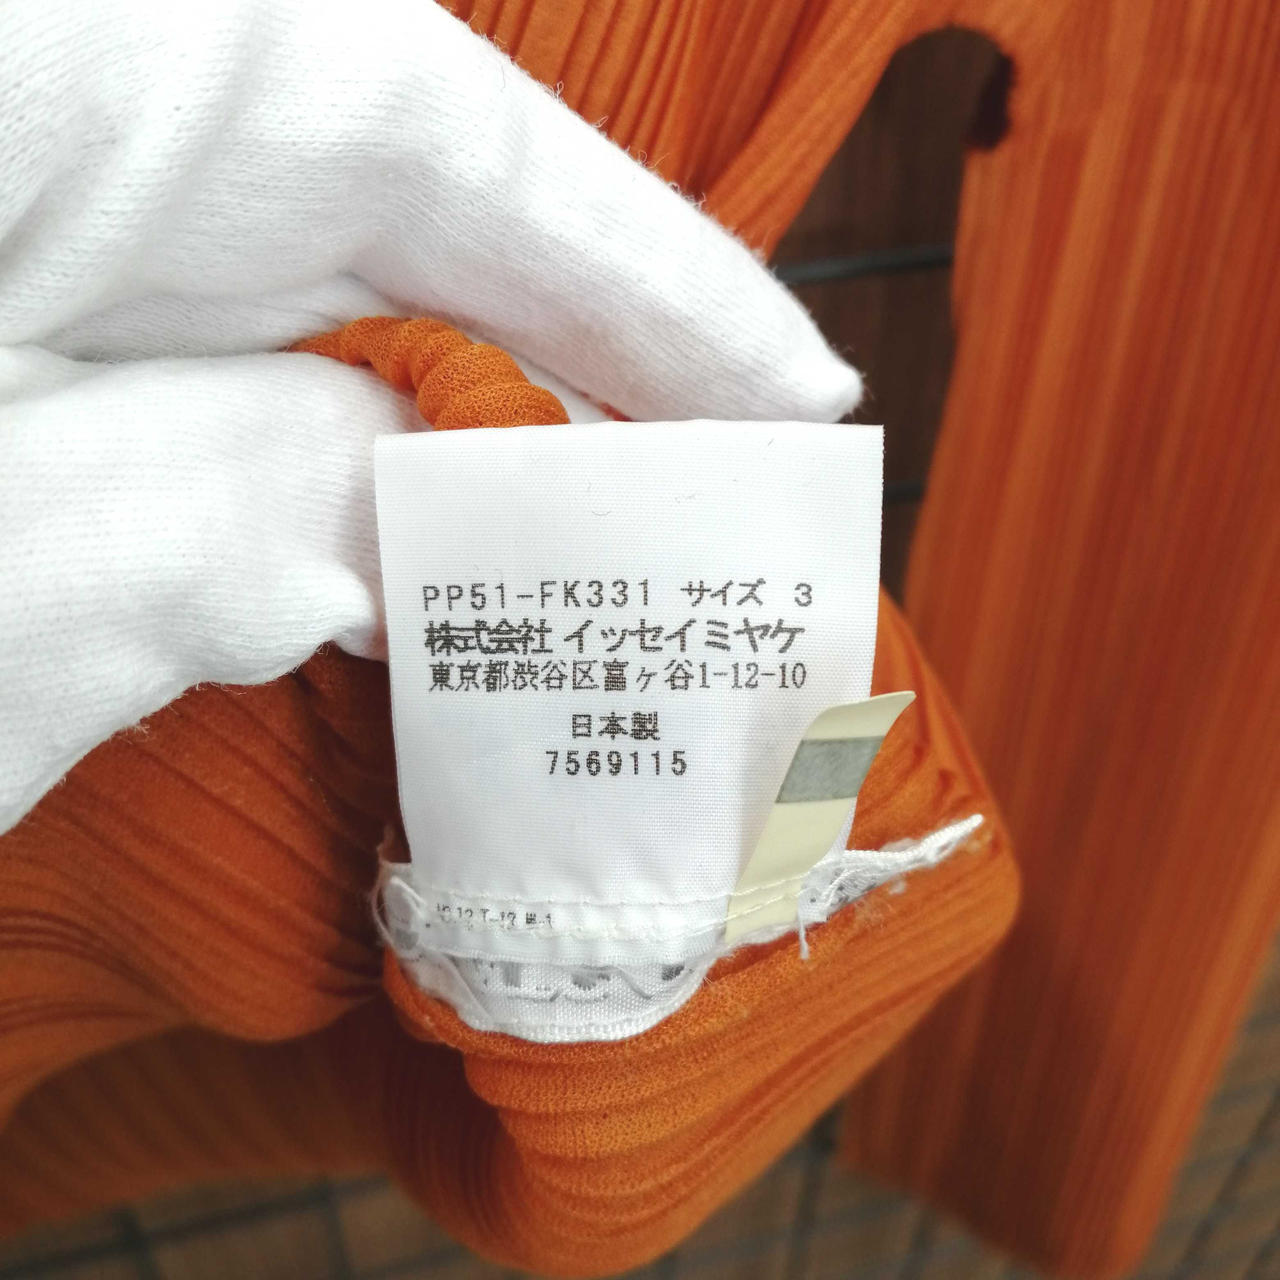 PP51-FK331 サイズ 3
株式会社 イッセイミヤケ
東京都渋谷区富ヶ谷1-12-10
日本製
7569115